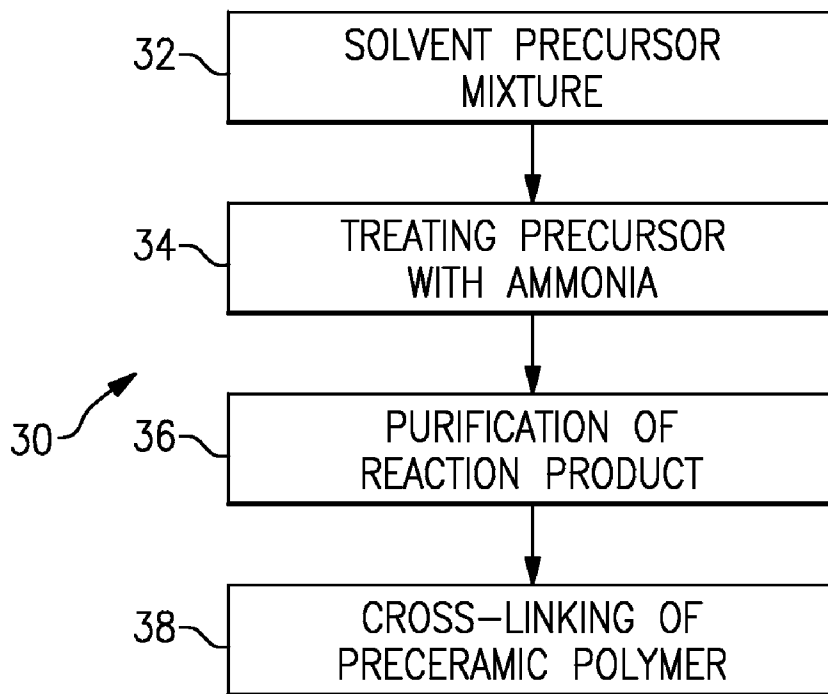 32
SOLVENT PRECURSOR
MIXTURE
34
TREATING PRECURSOR
WITH AMMONIA
30
36
PURIFICATION OF
REACTION PRODUCT
38
CROSS-LINKING OF
PRECERAMIC POLYMER